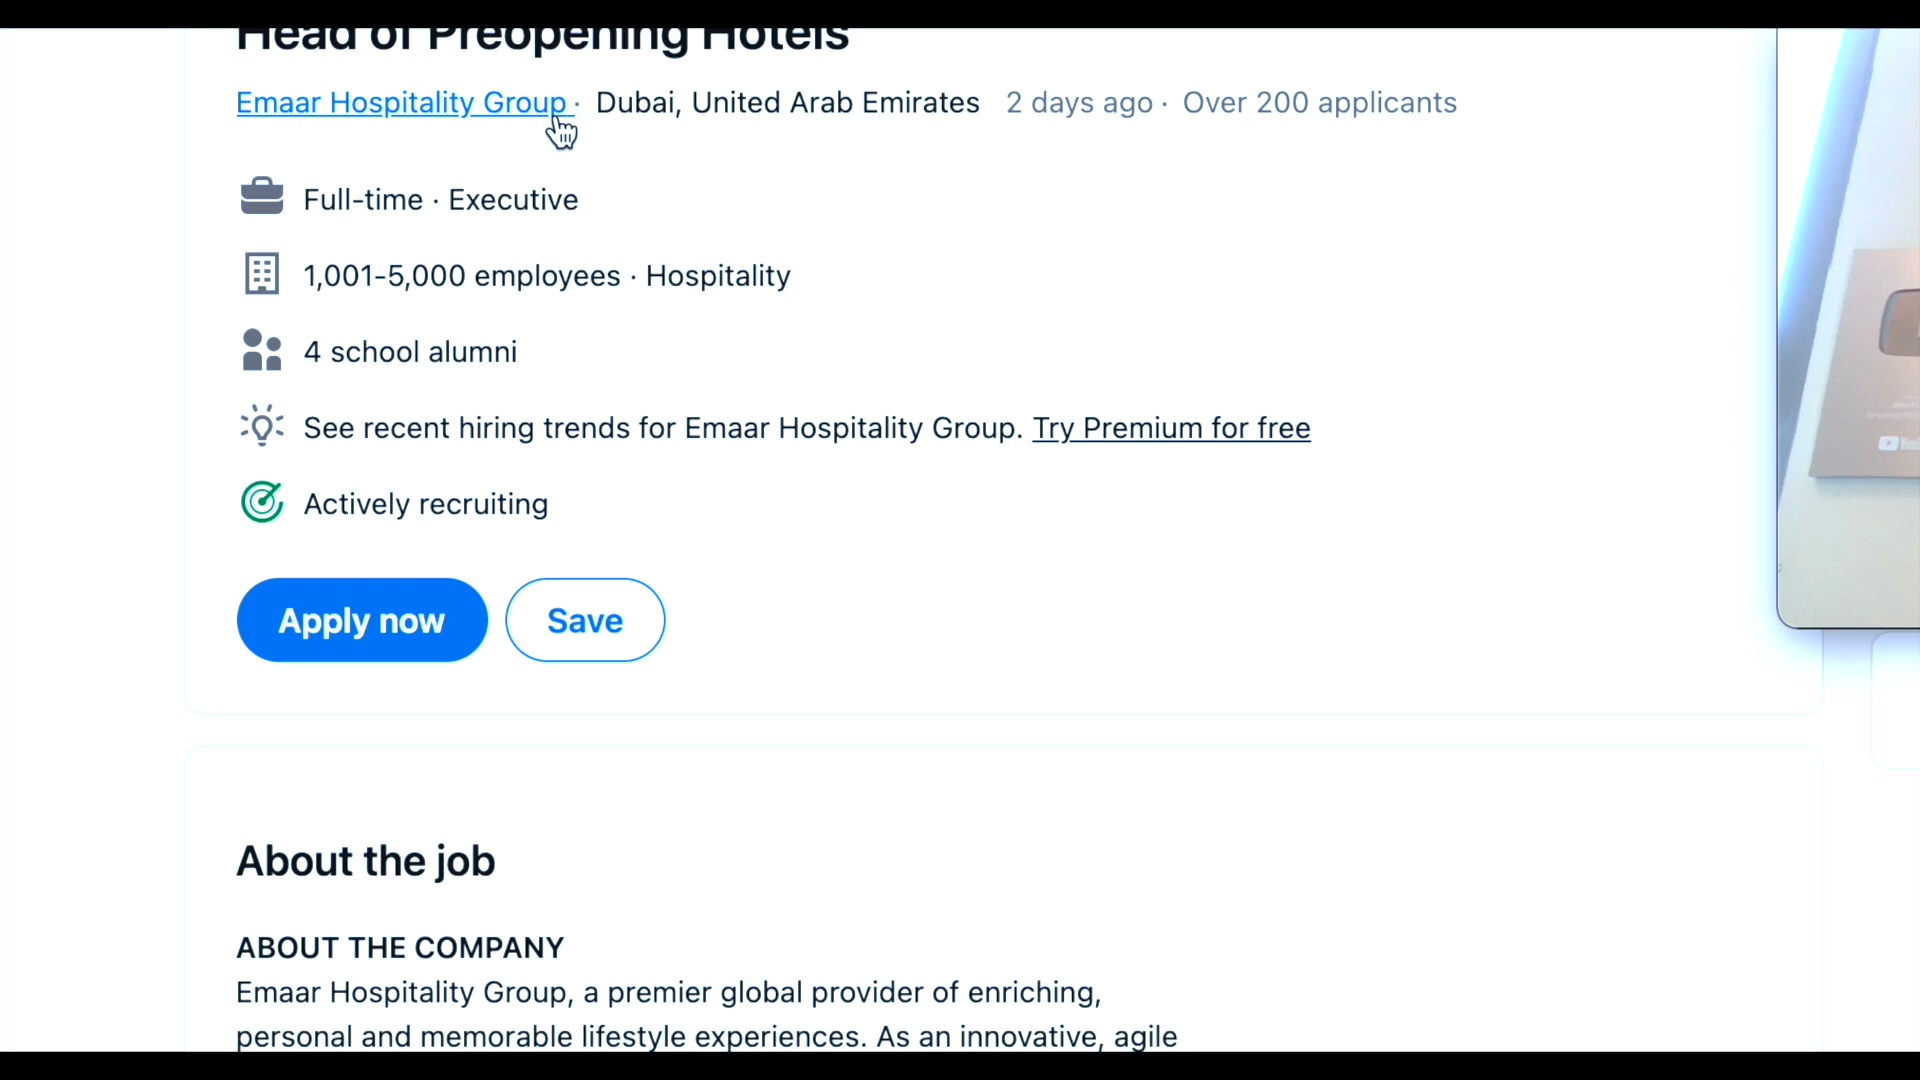 Head of Preopening Hotels
Emaar Hospitality Group · Dubai, United Arab Emirates 2 days ago · Over 200 applicants
Full-time · Executive
1,001-5,000 employees · Hospitality
4 school alumni
See recent hiring trends for Emaar Hospitality Group. Try Premium for free
Actively recruiting
Apply now Save
About the job
ABOUT THE COMPANY
Emaar Hospitality Group, a premier global provider of enriching,
personal and memorable lifestyle experiences. As an innovative, agile